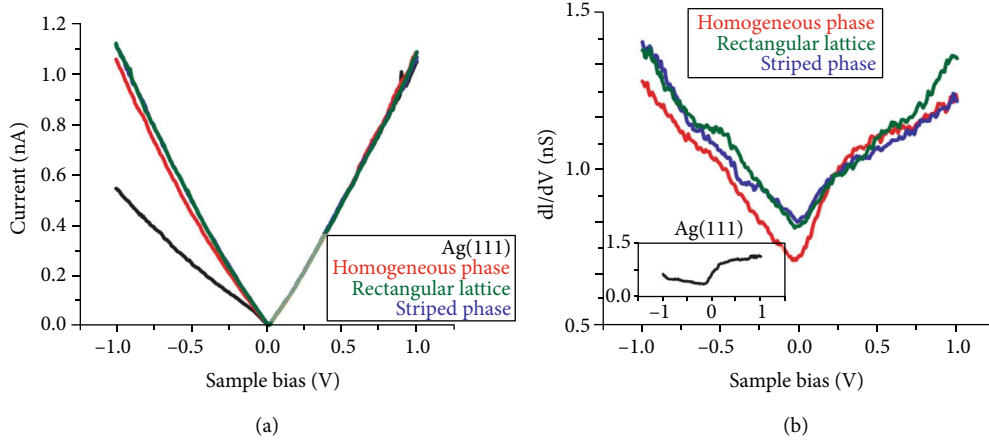 1.2
1.0
0.8
0.6
0.4
0.2
0.0
Current (nA)
Ag(111)
Homogeneous phase
Rectangular lattice
Striped phase
−1.0 −0.5 0.0 0.5 1.0
Sample bias (V)
(a)
1.5
1.0
0.5
dI/dV (nS)
Homogeneous phase
Rectangular lattice
Striped phase
Ag(111)
1.5
0.0
−1 0 1
−1.0 −0.5 0.0 0.5 1.0
Sample bias (V)
(b)